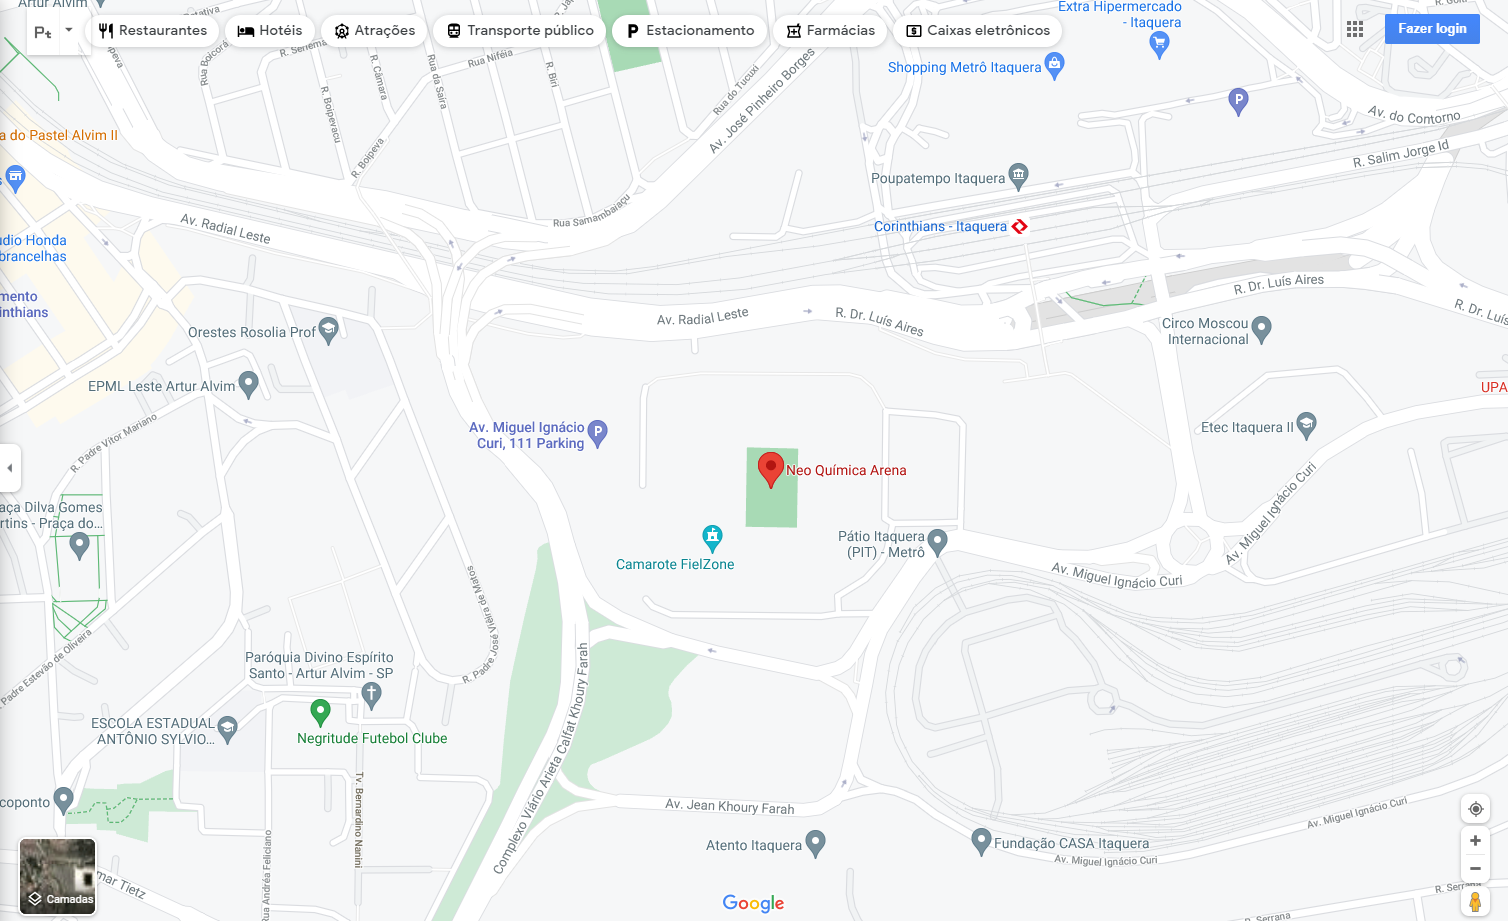 Artur Alvim
Pt
Restaurantes
Hotéis
Atrações
Transporte público
Estacionamento
Farmácias
Caixas eletrônicos
Fazer login
Extra Hipermercado
- Itaquera
Shopping Metrô Itaquera
R. Serrema
Rua Niféia
Rua Boicorá
R. Câmara
Rua da Saíra
R. Biri
Rua do Tucuxi
Av. José Pinheiro Borges
R. Boipevacu
R. Boipeva
P
Av. do Contorno
R. Salim Jorge Id
a do Pastel Alvim II
Poupatempo Itaquera
Corinthians - Itaquera
Rua Samambaiaçu
Av. Radial Leste
udio Honda
brancelhas
mento
inthians
R. Dr. Luís Aires
Av. Radial Leste
R. Dr. Luís Aires
R. Dr. Luís
Orestes Rosolia Prof
Circo Moscou
Internacional
EPML Leste Artur Alvim
UPA
R. Padre Vitor Mariano
Av. Miguel Ignácio
Curi, 111 Parking
P
Etec Itaquera II
Neo Química Arena
Av. Miguel Ignácio Curi
aça Dilva Gomes
rtins - Praça do...
Camarote FielZone
Pátio Itaquera
(PIT) - Metrô
Av. Miguel Ignácio Curi
R. Padre José Vieira de Matos
Padre Estevão de Oliveira
Paróquia Divino Espírito
Santo - Artur Alvim - SP
Complexo Viário Arieta Calfat Khoury Farah
ESCOLA ESTADUAL
ANTÔNIO SYLVIO...
Negritude Futebol Clube
Tv. Bernardino Nanini
coponto
Av. Jean Khoury Farah
Av. Miguel Ignácio Curi
Rua Andréa Feliciano
Atento Itaquera
Fundação CASA Itaquera
Av. Miguel Ignácio Curi
mar Tietz
Camadas
Google
R. Serrana
R. Serrana